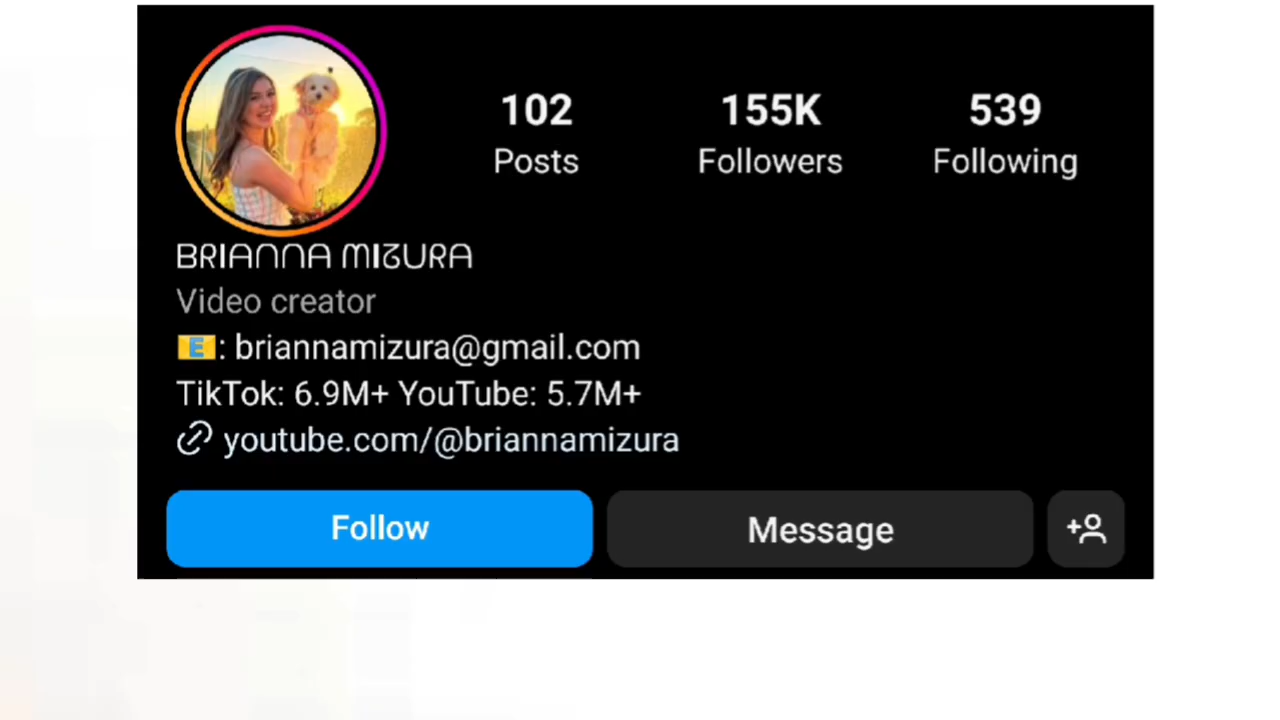 102 155K 539
Posts Followers Following
BRIANNA MIZURA
Video creator
📧: briannamizura@gmail.com
TikTok: 6.9M+ YouTube: 5.7M+
youtube.com/@briannamizura
Follow Message